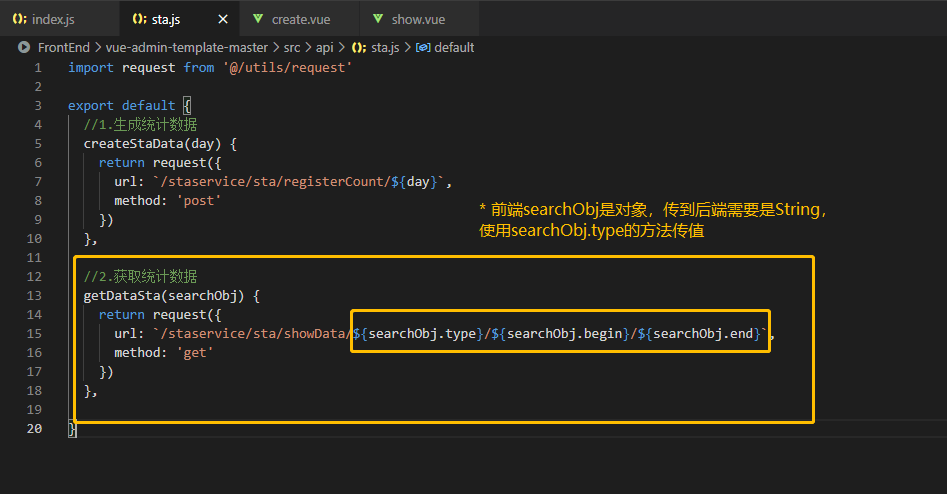 index.js
sta.js
create.vue
show.vue
FrontEnd > vue-admin-template-master > src > api > sta.js > default
1 import request from '@/utils/request'
2
3 export default {
4 //1.生成统计数据
5 createStaData(day) {
6 return request({
7 url: `/staservice/sta/registerCount/${day}`,
8 method: 'post'
9 })
10 },
* 前端searchObj是对象，传到后端需要是String，
使用searchObj.type的方法传值
11
12 //2.获取统计数据
13 getDataSta(searchObj) {
14 return request({
15 url: `/staservice/sta/showData/${searchObj.type}/${searchObj.begin}/${searchObj.end}`,
16 method: 'get'
17 })
18 },
19
20 }